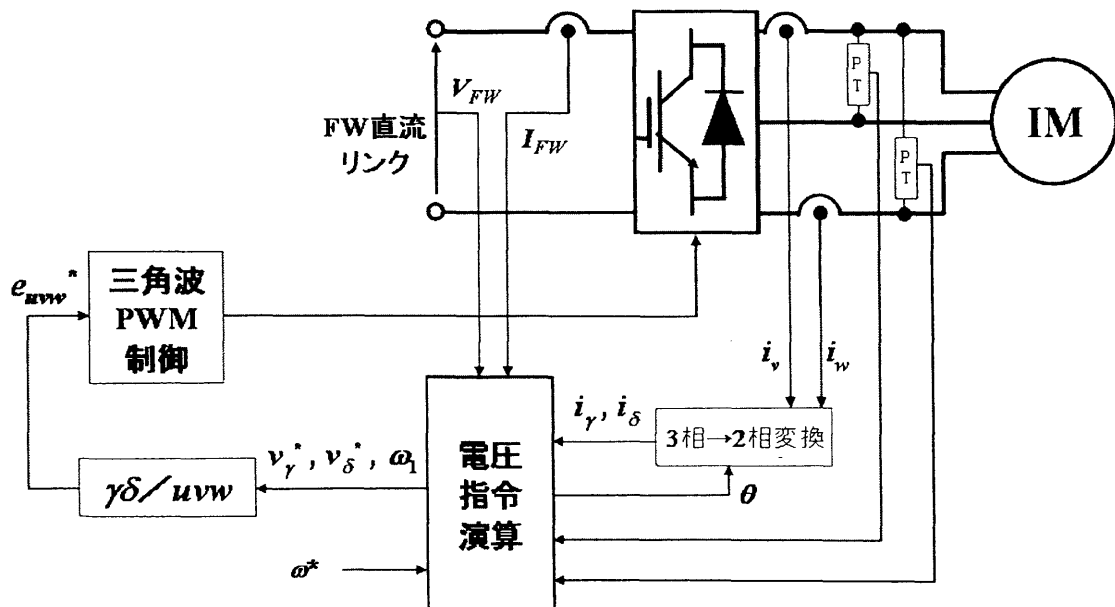 V_FW
FW直流
リンク
I_FW
P
T
P
T
IM
e_uvw*
三角波
PWM
制御
i_v
i_w
i_γ, i_δ
3相→2相変換
v_γ*, v_δ*, ω_1
γδ/uvw
電圧
指令
演算
θ
ω*